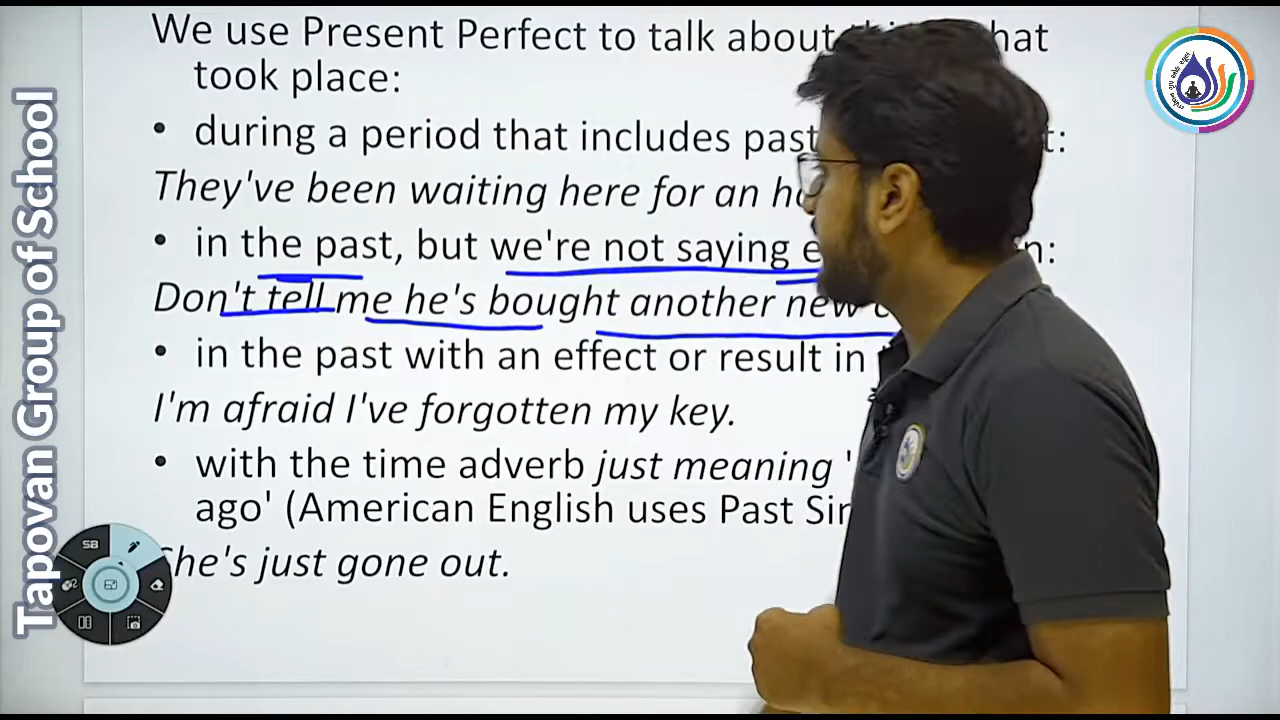 We use Present Perfect to talk about that
took place:
• during a period that includes past
They've been waiting here for an
• in the past, but we're not saying
Don't tell me he's bought another new
• in the past with an effect or result in
I'm afraid I've forgotten my key.
• with the time adverb just meaning '
ago' (American English uses Past
She's just gone out.
Tapovan Group of School
SB